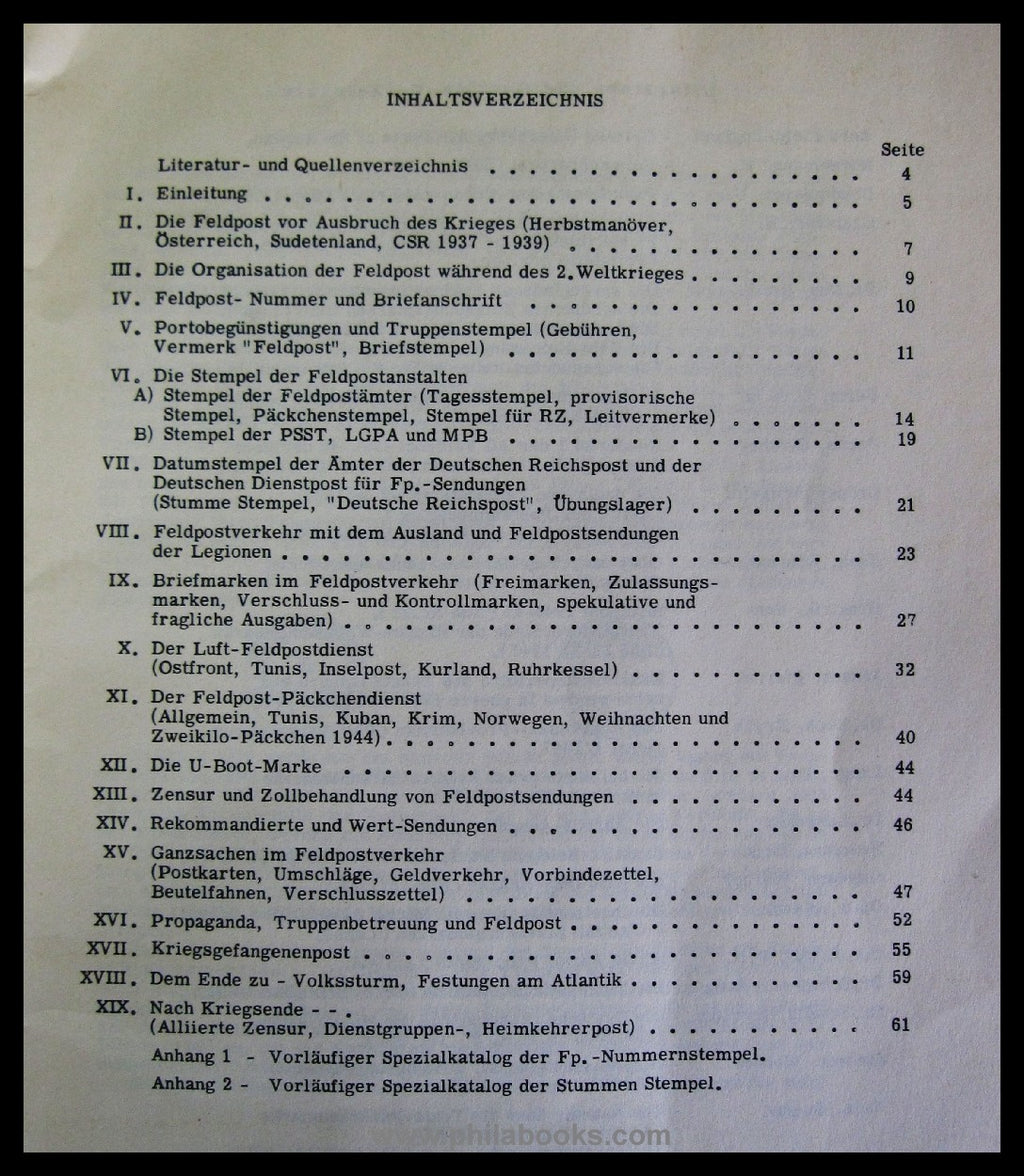 INHALTSVERZEICHNIS
Seite
Literatur- und Quellenverzeichnis . . . . . . . . . . . . . . . . . . 4
I. Einleitung . . . . . . . . . . . . . . . . . . . . . . . . . . . . . 5
II. Die Feldpost vor Ausbruch des Krieges (Herbstmanöver,
Österreich, Sudetenland, CSR 1937 - 1939) . . . . . . . . . . . . . . 7
III. Die Organisation der Feldpost während des 2.Weltkrieges . . . . . . . . . 9
IV. Feldpost- Nummer und Briefanschrift . . . . . . . . . . . . . . . . 10
V. Portobegünstigungen und Truppenstempel (Gebühren,
Vermerk "Feldpost", Briefstempel) . . . . . . . . . . . . . . . . . 11
VI. Die Stempel der Feldpostanstalten
A) Stempel der Feldpostämter (Tagesstempel, provisorische
Stempel, Päckchenstempel, Stempel für RZ, Leitvermerke) . . . . . . . 14
B) Stempel der PSST, LGPA und MPB . . . . . . . . . . . . . . . . . 19
VII. Datumstempel der Ämter der Deutschen Reichspost und der
Deutschen Dienstpost für Fp.-Sendungen
(Stumme Stempel, "Deutsche Reichspost", Übungslager) . . . . . . . . . 21
VIII. Feldpostverkehr mit dem Ausland und Feldpostsendungen
der Legionen . . . . . . . . . . . . . . . . . . . . . . . . . . . . 23
IX. Briefmarken im Feldpostverkehr (Freimarken, Zulassungs-
marken, Verschluss- und Kontrollmarken, spekulative und
fragliche Ausgaben) . . . . . . . . . . . . . . . . . . . . . . . . . 27
X. Der Luft-Feldpostdienst
(Ostfront, Tunis, Inselpost, Kurland, Ruhrkessel) . . . . . . . . . . . . 32
XI. Der Feldpost-Päckchendienst
(Allgemein, Tunis, Kuban, Krim, Norwegen, Weihnachten und
Zweikilo-Päckchen 1944) . . . . . . . . . . . . . . . . . . . . . . . . 40
XII. Die U-Boot-Marke . . . . . . . . . . . . . . . . . . . . . . . . . 44
XIII. Zensur und Zollbehandlung von Feldpostsendungen . . . . . . . . . . . . 44
XIV. Rekommandierte und Wert-Sendungen . . . . . . . . . . . . . . . . . . 46
XV. Ganzsachen im Feldpostverkehr
(Postkarten, Umschläge, Geldverkehr, Vorbindezettel,
Beutelfahnen, Verschlusszettel) . . . . . . . . . . . . . . . . . . . 47
XVI. Propaganda, Truppenbetreuung und Feldpost . . . . . . . . . . . . . . . 52
XVII. Kriegsgefangenenpost . . . . . . . . . . . . . . . . . . . . . . . . 55
XVIII. Dem Ende zu - Volkssturm, Festungen am Atlantik . . . . . . . . . . . . 59
XIX. Nach Kriegsende - - .
(Alliierte Zensur, Dienstgruppen-, Heimkehrerpost) . . . . . . . . . . . 61
Anhang 1 - Vorläufiger Spezialkatalog der Fp.-Nummernstempel.
Anhang 2 - Vorläufiger Spezialkatalog der Stummen Stempel.
www.philabooks.com